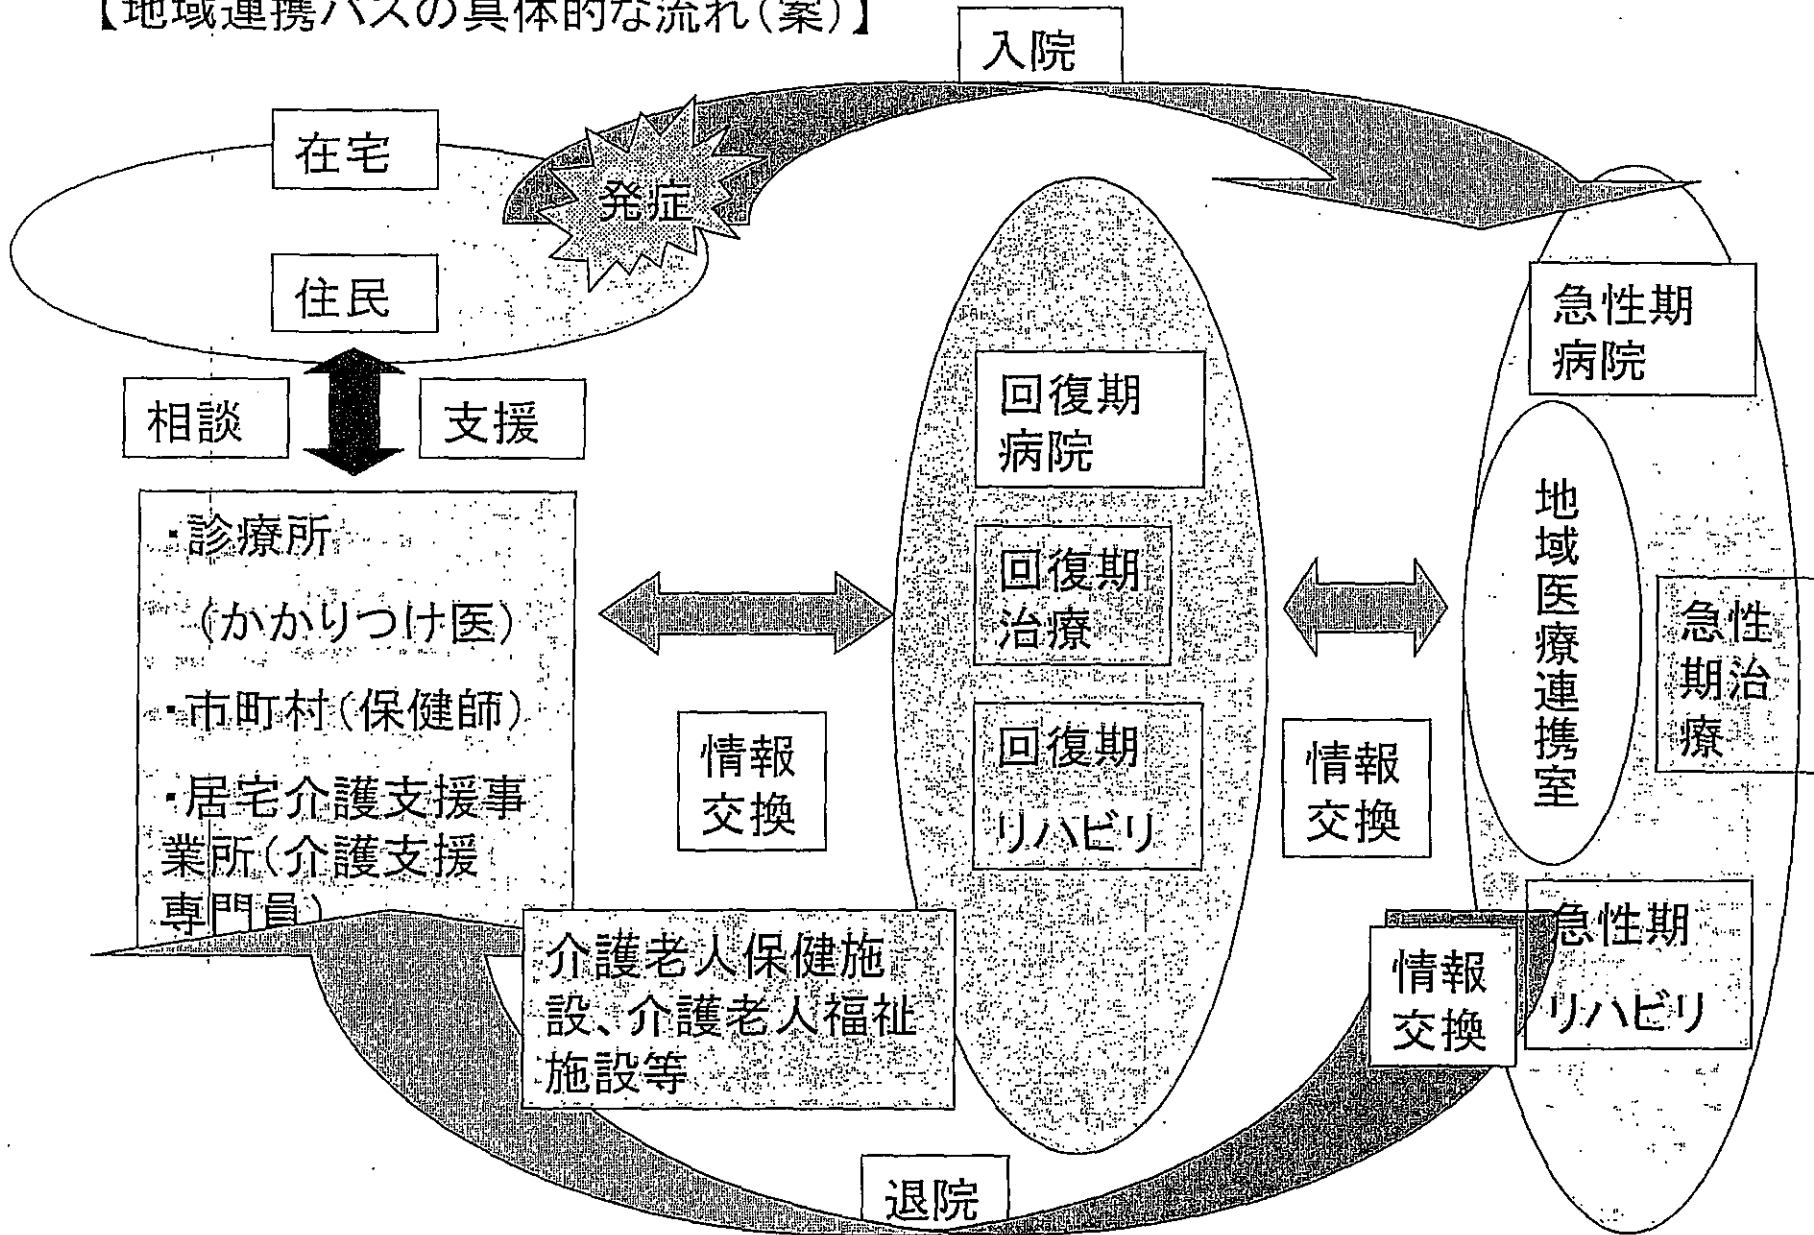 【地域連携パスの具体的な流れ(案)】
入院
在宅
発症
住民
急性期
病院
相談
支援
回復期
病院
・診療所
(かかりつけ医)
・市町村(保健師)
・居宅介護支援事
業所(介護支援
専門員)
回復期
治療
地域医療連携室
急性
期治
療
情報
交換
回復期
リハビリ
情報
交換
介護老人保健施
設、介護老人福祉
施設等
情報
交換
急性期
リハビリ
退院